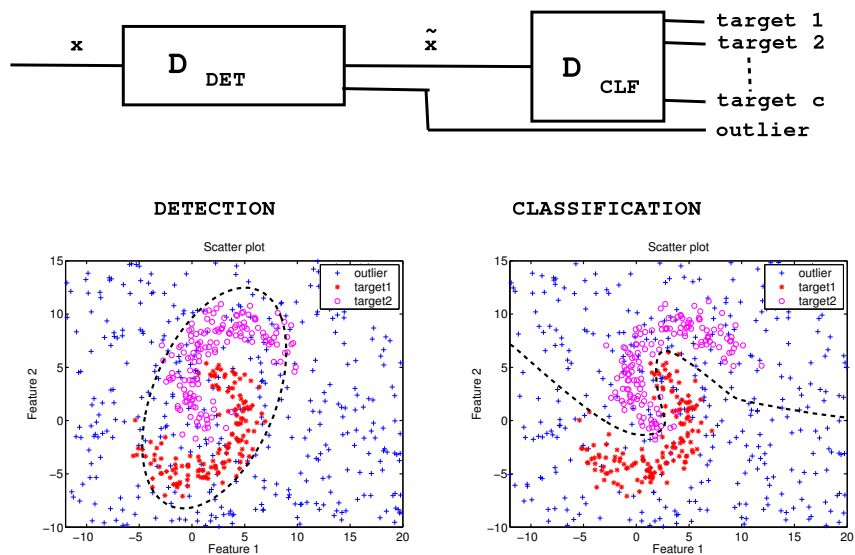 x
D DET
x̃
D CLF
target 1
target 2
target c
outlier
DETECTION
CLASSIFICATION
Scatter plot
15
10
5
0
−5
−10
−10
−5
0
5
10
15
20
Feature 1
Feature 2
outlier
target1
target2
Scatter plot
15
10
5
0
−5
−10
−10
−5
0
5
10
15
20
Feature 1
Feature 2
outlier
target1
target2